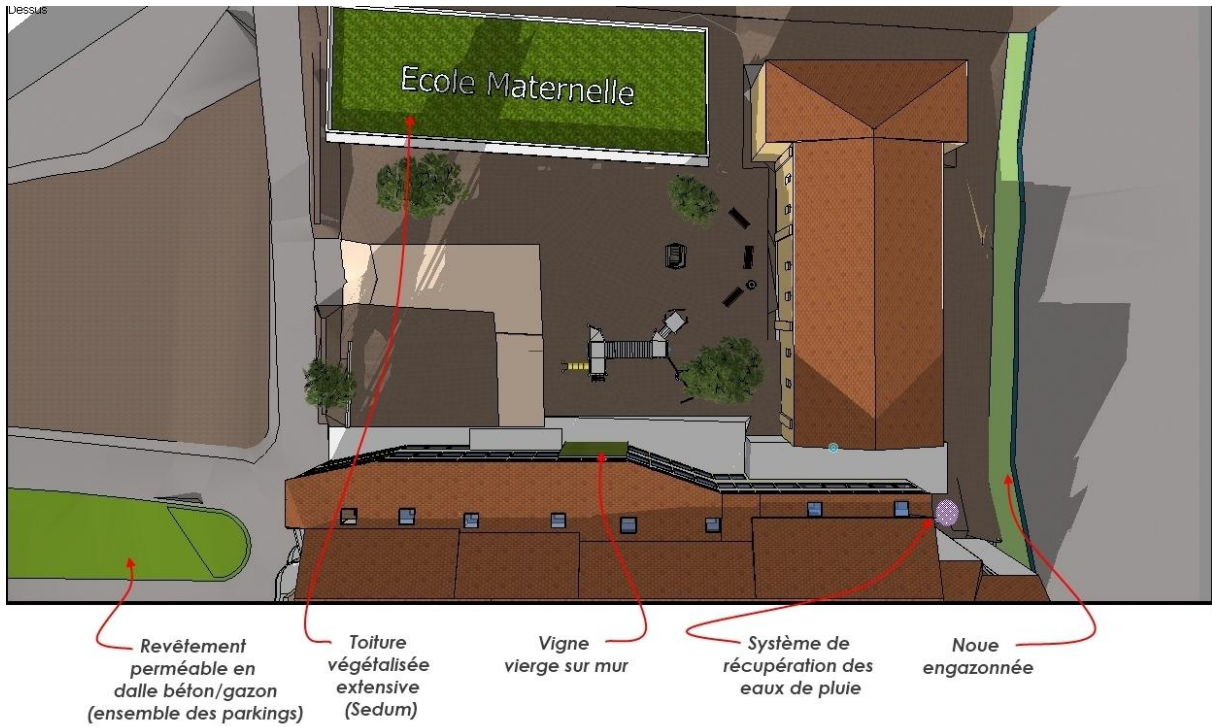 Dessus
Ecole Maternelle
Revêtement
perméable en
dalle béton/gazon
(ensemble des parkings)
Toiture
végétalisée
extensive
(Sedum)
Vigne
vierge sur mur
Système de
récupération des
eaux de pluie
Noue
engazonnée